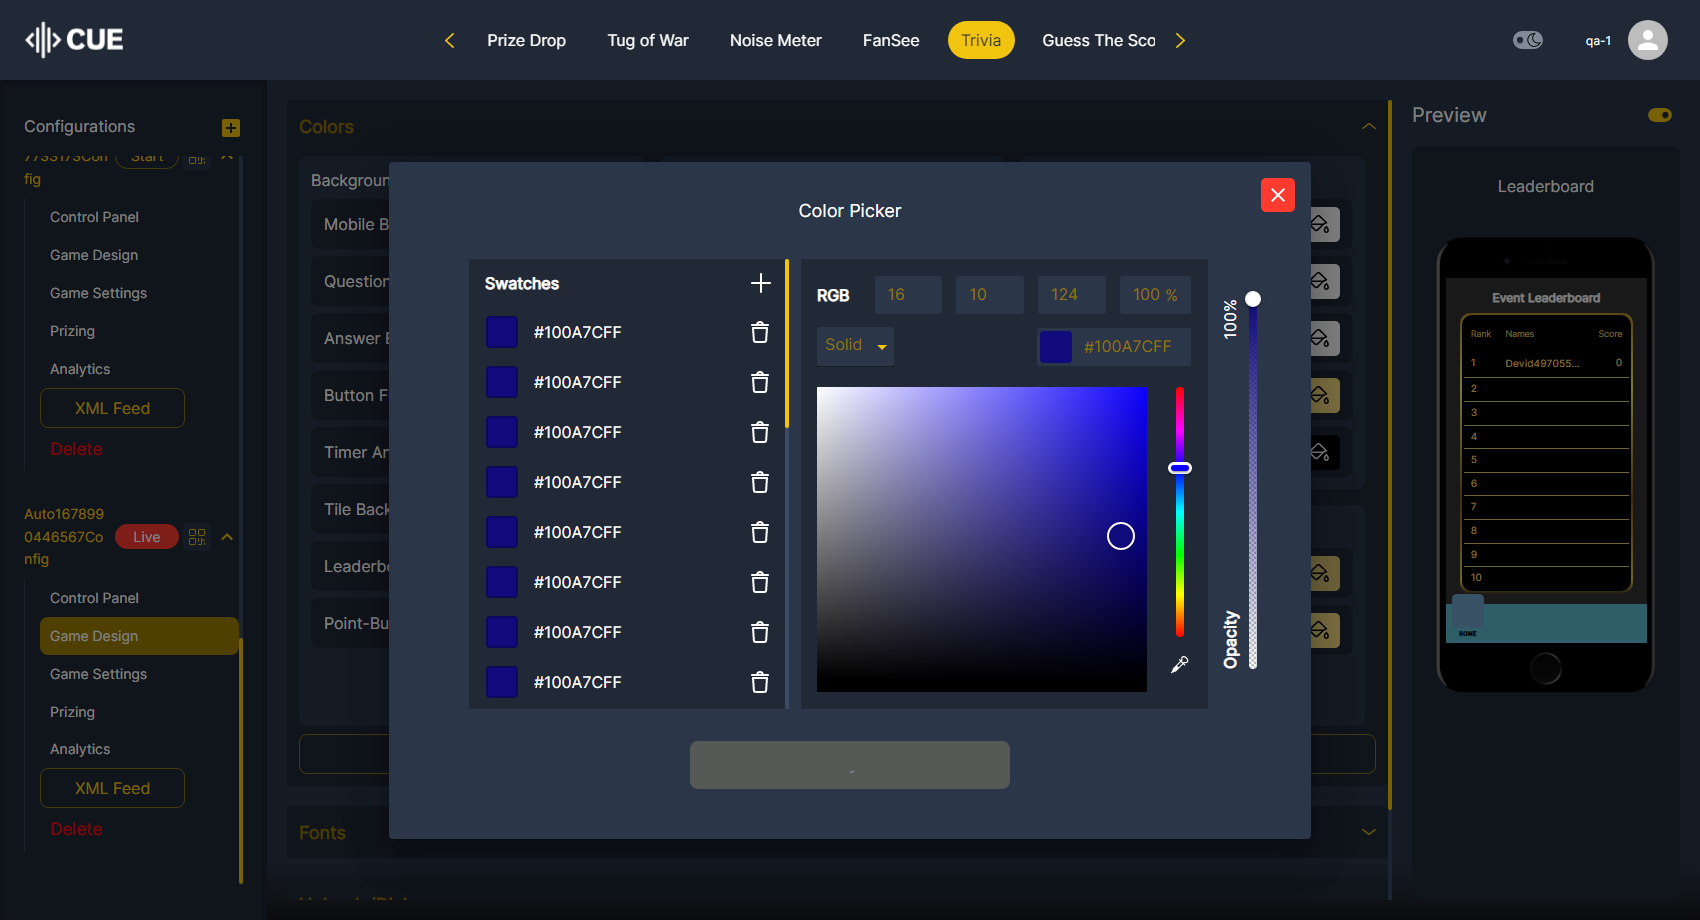 CUE
Prize Drop
Tug of War
Noise Meter
FanSee
Trivia
Guess The Sco
qa-1
Configurations
fig
Control Panel
Game Design
Game Settings
Prizing
Analytics
XML Feed
Delete
Auto167899
0446567Co
nfig
Live
Control Panel
Game Design
Game Settings
Prizing
Analytics
XML Feed
Delete
Colors
Backgroun
Mobile B
Question
Answer
Button F
Timer An
Tile Back
Leaderb
Point-Bu
Fonts
Color Picker
Swatches
#100A7CFF
#100A7CFF
#100A7CFF
#100A7CFF
#100A7CFF
#100A7CFF
#100A7CFF
#100A7CFF
RGB
16
10
124
100 %
Solid
#100A7CFF
100%
Opacity
Preview
Leaderboard
Event Leaderboard
Rank Names Score
1 Devid497055... 0
2
3
4
5
6
7
8
9
10
HOME